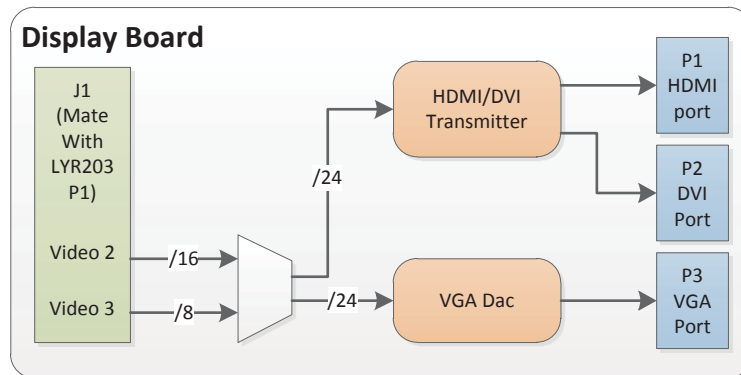 Display Board
J1
(Mate
With
LYR203
P1)
Video 2
Video 3
/16
/8
/24
/24
HDMI/DVI
Transmitter
VGA Dac
P1
HDMI
port
P2
DVI
Port
P3
VGA
Port